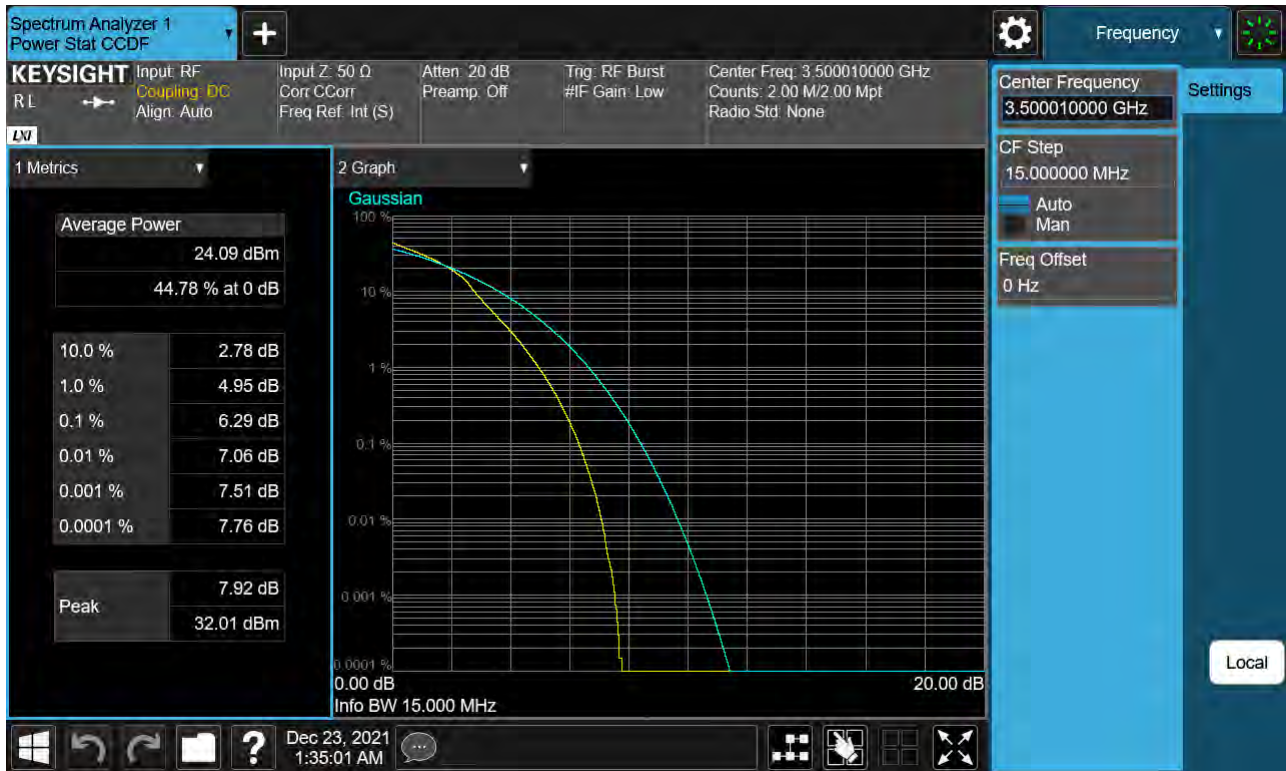 Spectrum Analyzer 1
Power Stat CCDF
+
Frequency
KEYSIGHT
RL
LXI
Input: RF
Coupling: DC
Align: Auto
Input Z: 50 Ω
Corr CCorr
Freq Ref: Int (S)
Atten: 20 dB
Preamp: Off
Trig: RF Burst
#IF Gain: Low
Center Freq: 3.500010000 GHz
Counts: 2.00 M/2.00 Mpt
Radio Std: None
Center Frequency
3.500010000 GHz
Settings
CF Step
15.000000 MHz
Auto
Man
Freq Offset
0 Hz
Local
1 Metrics
Average Power
24.09 dBm
44.78 % at 0 dB
10.0 % 2.78 dB
1.0 % 4.95 dB
0.1 % 6.29 dB
0.01 % 7.06 dB
0.001 % 7.51 dB
0.0001 % 7.76 dB
Peak 7.92 dB
32.01 dBm
2 Graph
Gaussian
100 %
10 %
1 %
0.1 %
0.01 %
0.001 %
0.0001 %
0.00 dB 20.00 dB
Info BW 15.000 MHz
?
Dec 23, 2021
1:35:01 AM